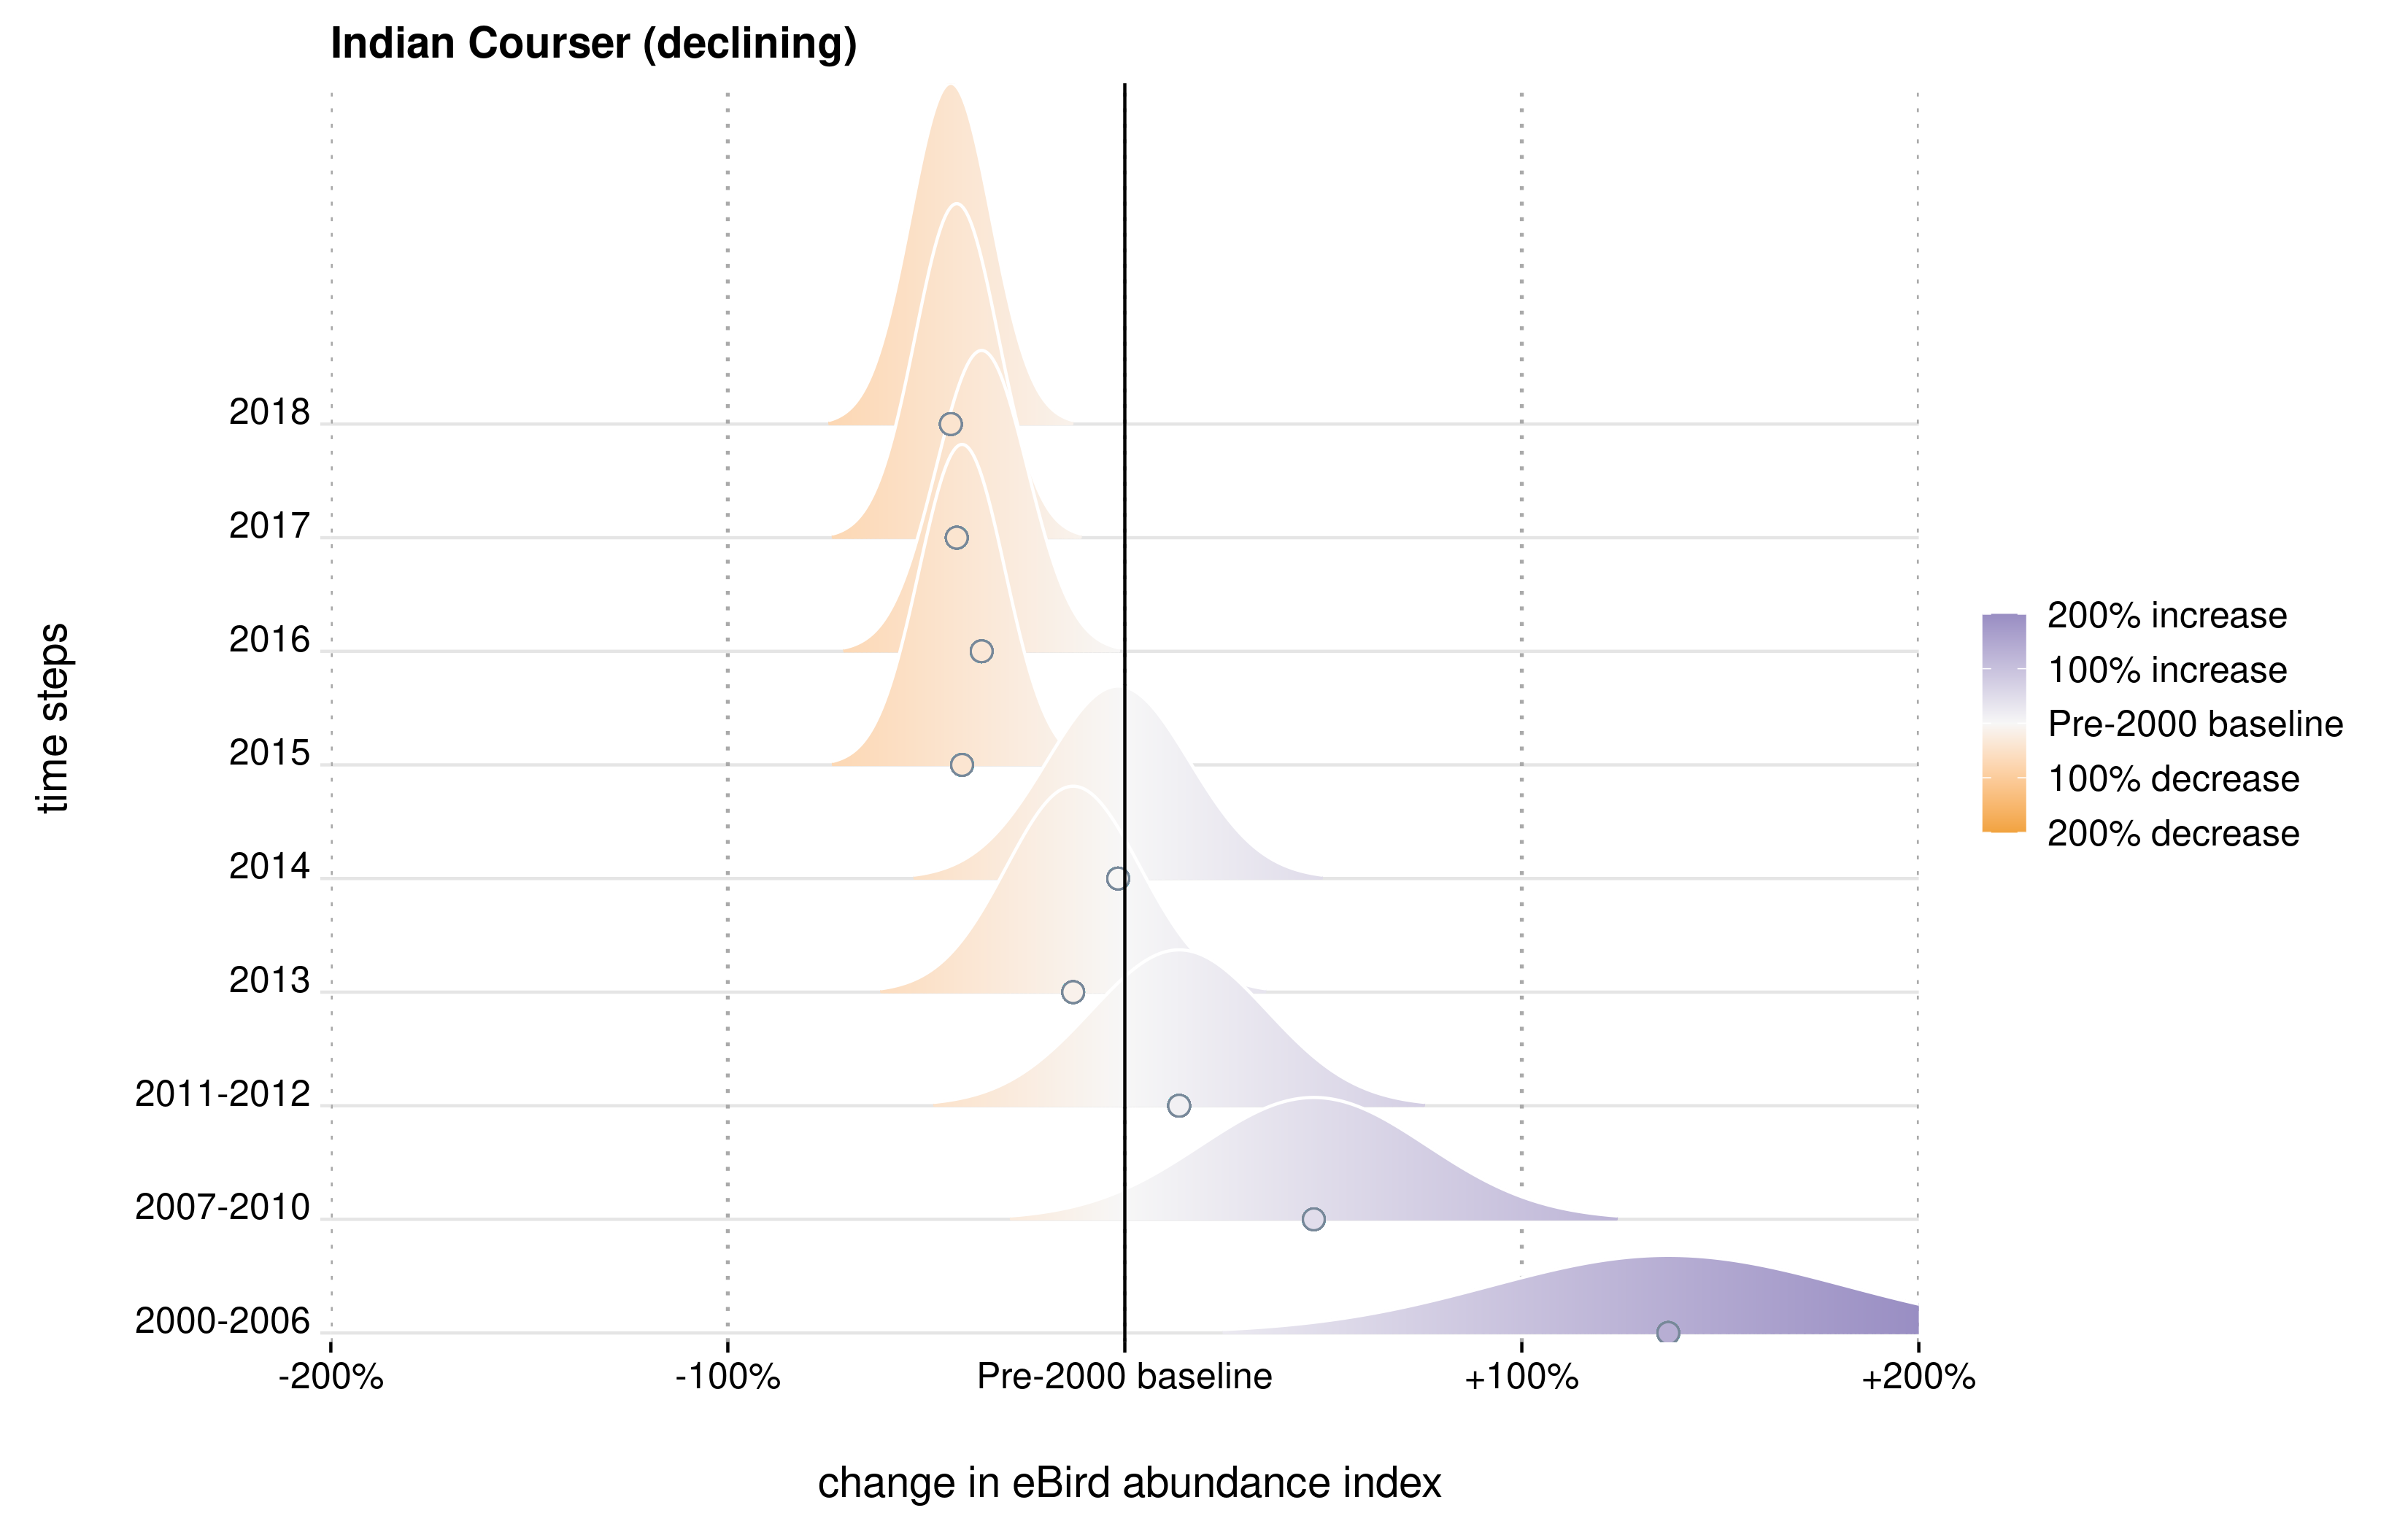 Indian Courser (declining)
2018
2017
2016
2015
2014
2013
2011-2012
2007-2010
2000-2006
time steps
-200%
-100%
Pre-2000 baseline
+100%
+200%
change in eBird abundance index
200% increase
100% increase
Pre-2000 baseline
100% decrease
200% decrease